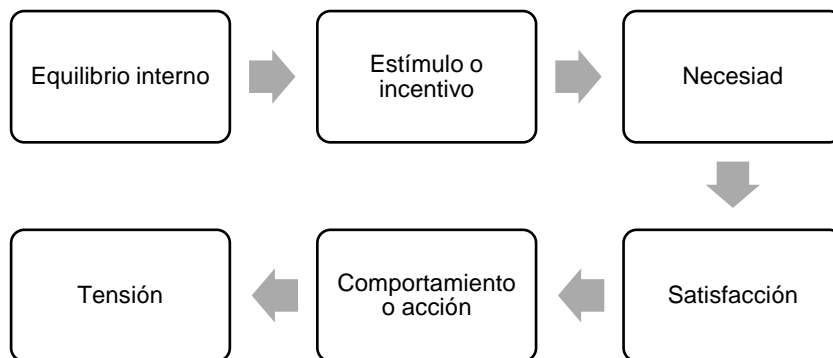 Equilibrio interno
Estímulo o
incentivo
Necesiad
Satisfacción
Comportamiento
o acción
Tensión